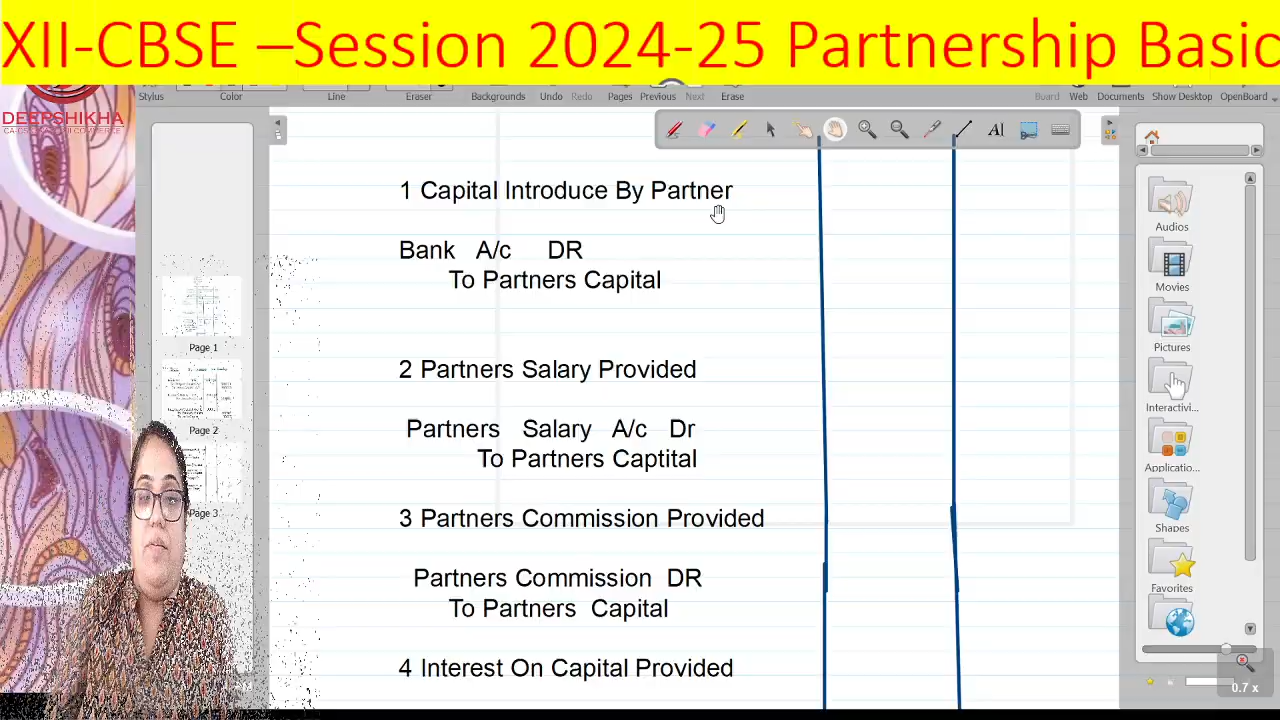 XII-CBSE –Session 2024-25 Partnership Basic
Stylus Color Line Eraser Backgrounds Undo Redo Pages Previous Next Erase Board Web Documents Show Desktop OpenBoard
DEEPSHIKHA
1 Capital Introduce By Partner
Bank A/c DR
To Partners Capital
2 Partners Salary Provided
Partners Salary A/c Dr
To Partners Captital
3 Partners Commission Provided
Partners Commission DR
To Partners Capital
4 Interest On Capital Provided
Page 1
Page 2
Page 3
Audios
Movies
Pictures
Interactivi...
Applicatio...
Shapes
Favorites
0.7 x